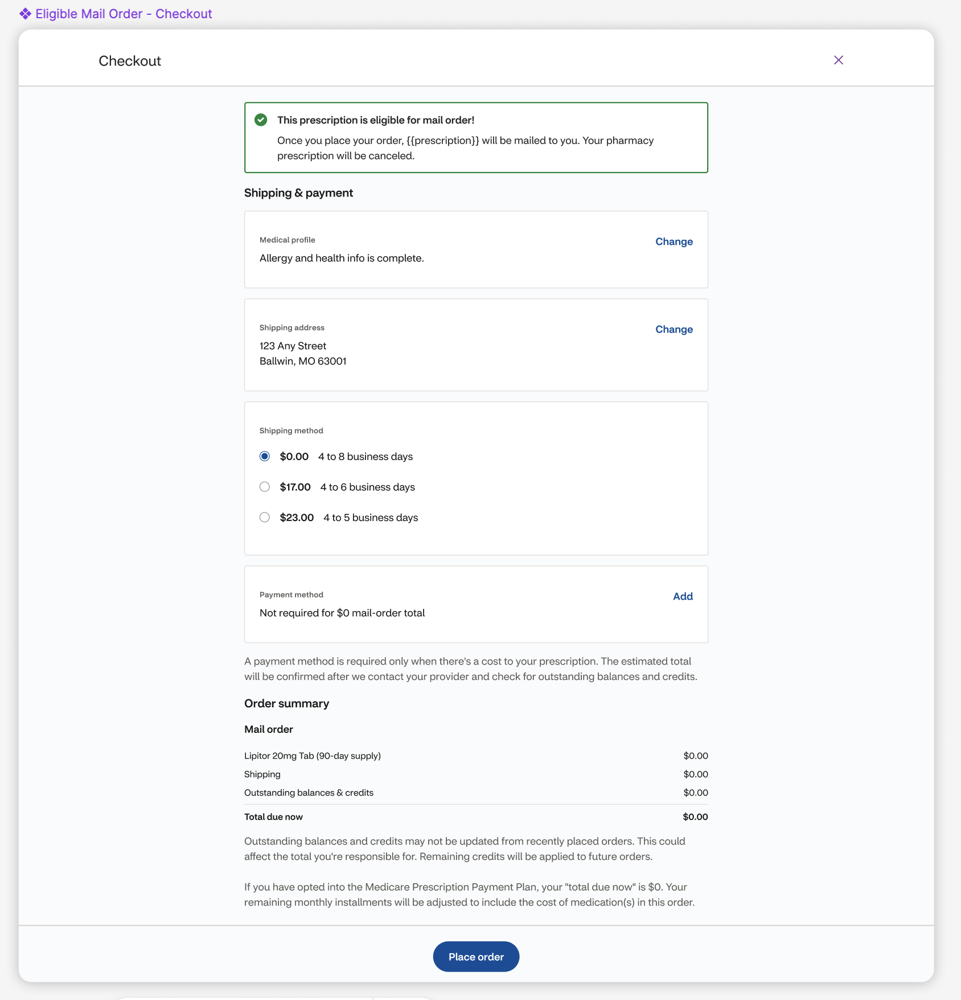 Eligible Mail Order - Checkout
Checkout
This prescription is eligible for mail order!
Once you place your order, {{prescription}} will be mailed to you. Your pharmacy
prescription will be canceled.
Shipping & payment
Medical profile
Change
Allergy and health info is complete.
Shipping address
Change
123 Any Street
Ballwin, MO 63001
Shipping method
$0.00 4 to 8 business days
$17.00 4 to 6 business days
$23.00 4 to 5 business days
Payment method
Add
Not required for $0 mail-order total
A payment method is required only when there's a cost to your prescription. The estimated total
will be confirmed after we contact your provider and check for outstanding balances and credits.
Order summary
Mail order
Lipitor 20mg Tab (90-day supply) $0.00
Shipping $0.00
Outstanding balances & credits $0.00
Total due now $0.00
Outstanding balances and credits may not be updated from recently placed orders. This could
affect the total you're responsible for. Remaining credits will be applied to future orders.
If you have opted into the Medicare Prescription Payment Plan, your "total due now" is $0. Your
remaining monthly installments will be adjusted to include the cost of medication(s) in this order.
Place order